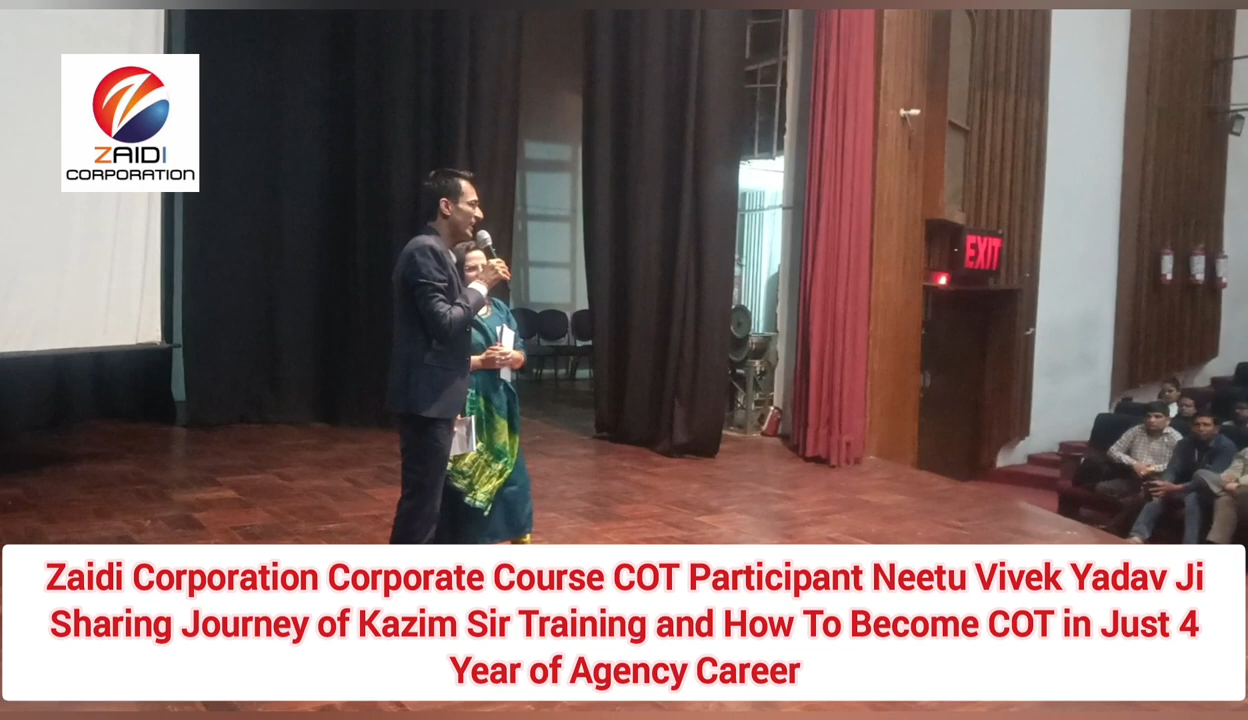 ZAIDI
CORPORATION
EXIT
Zaidi Corporation Corporate Course COT Participant Neetu Vivek Yadav Ji
Sharing Journey of Kazim Sir Training and How To Become COT in Just 4
Year of Agency Career